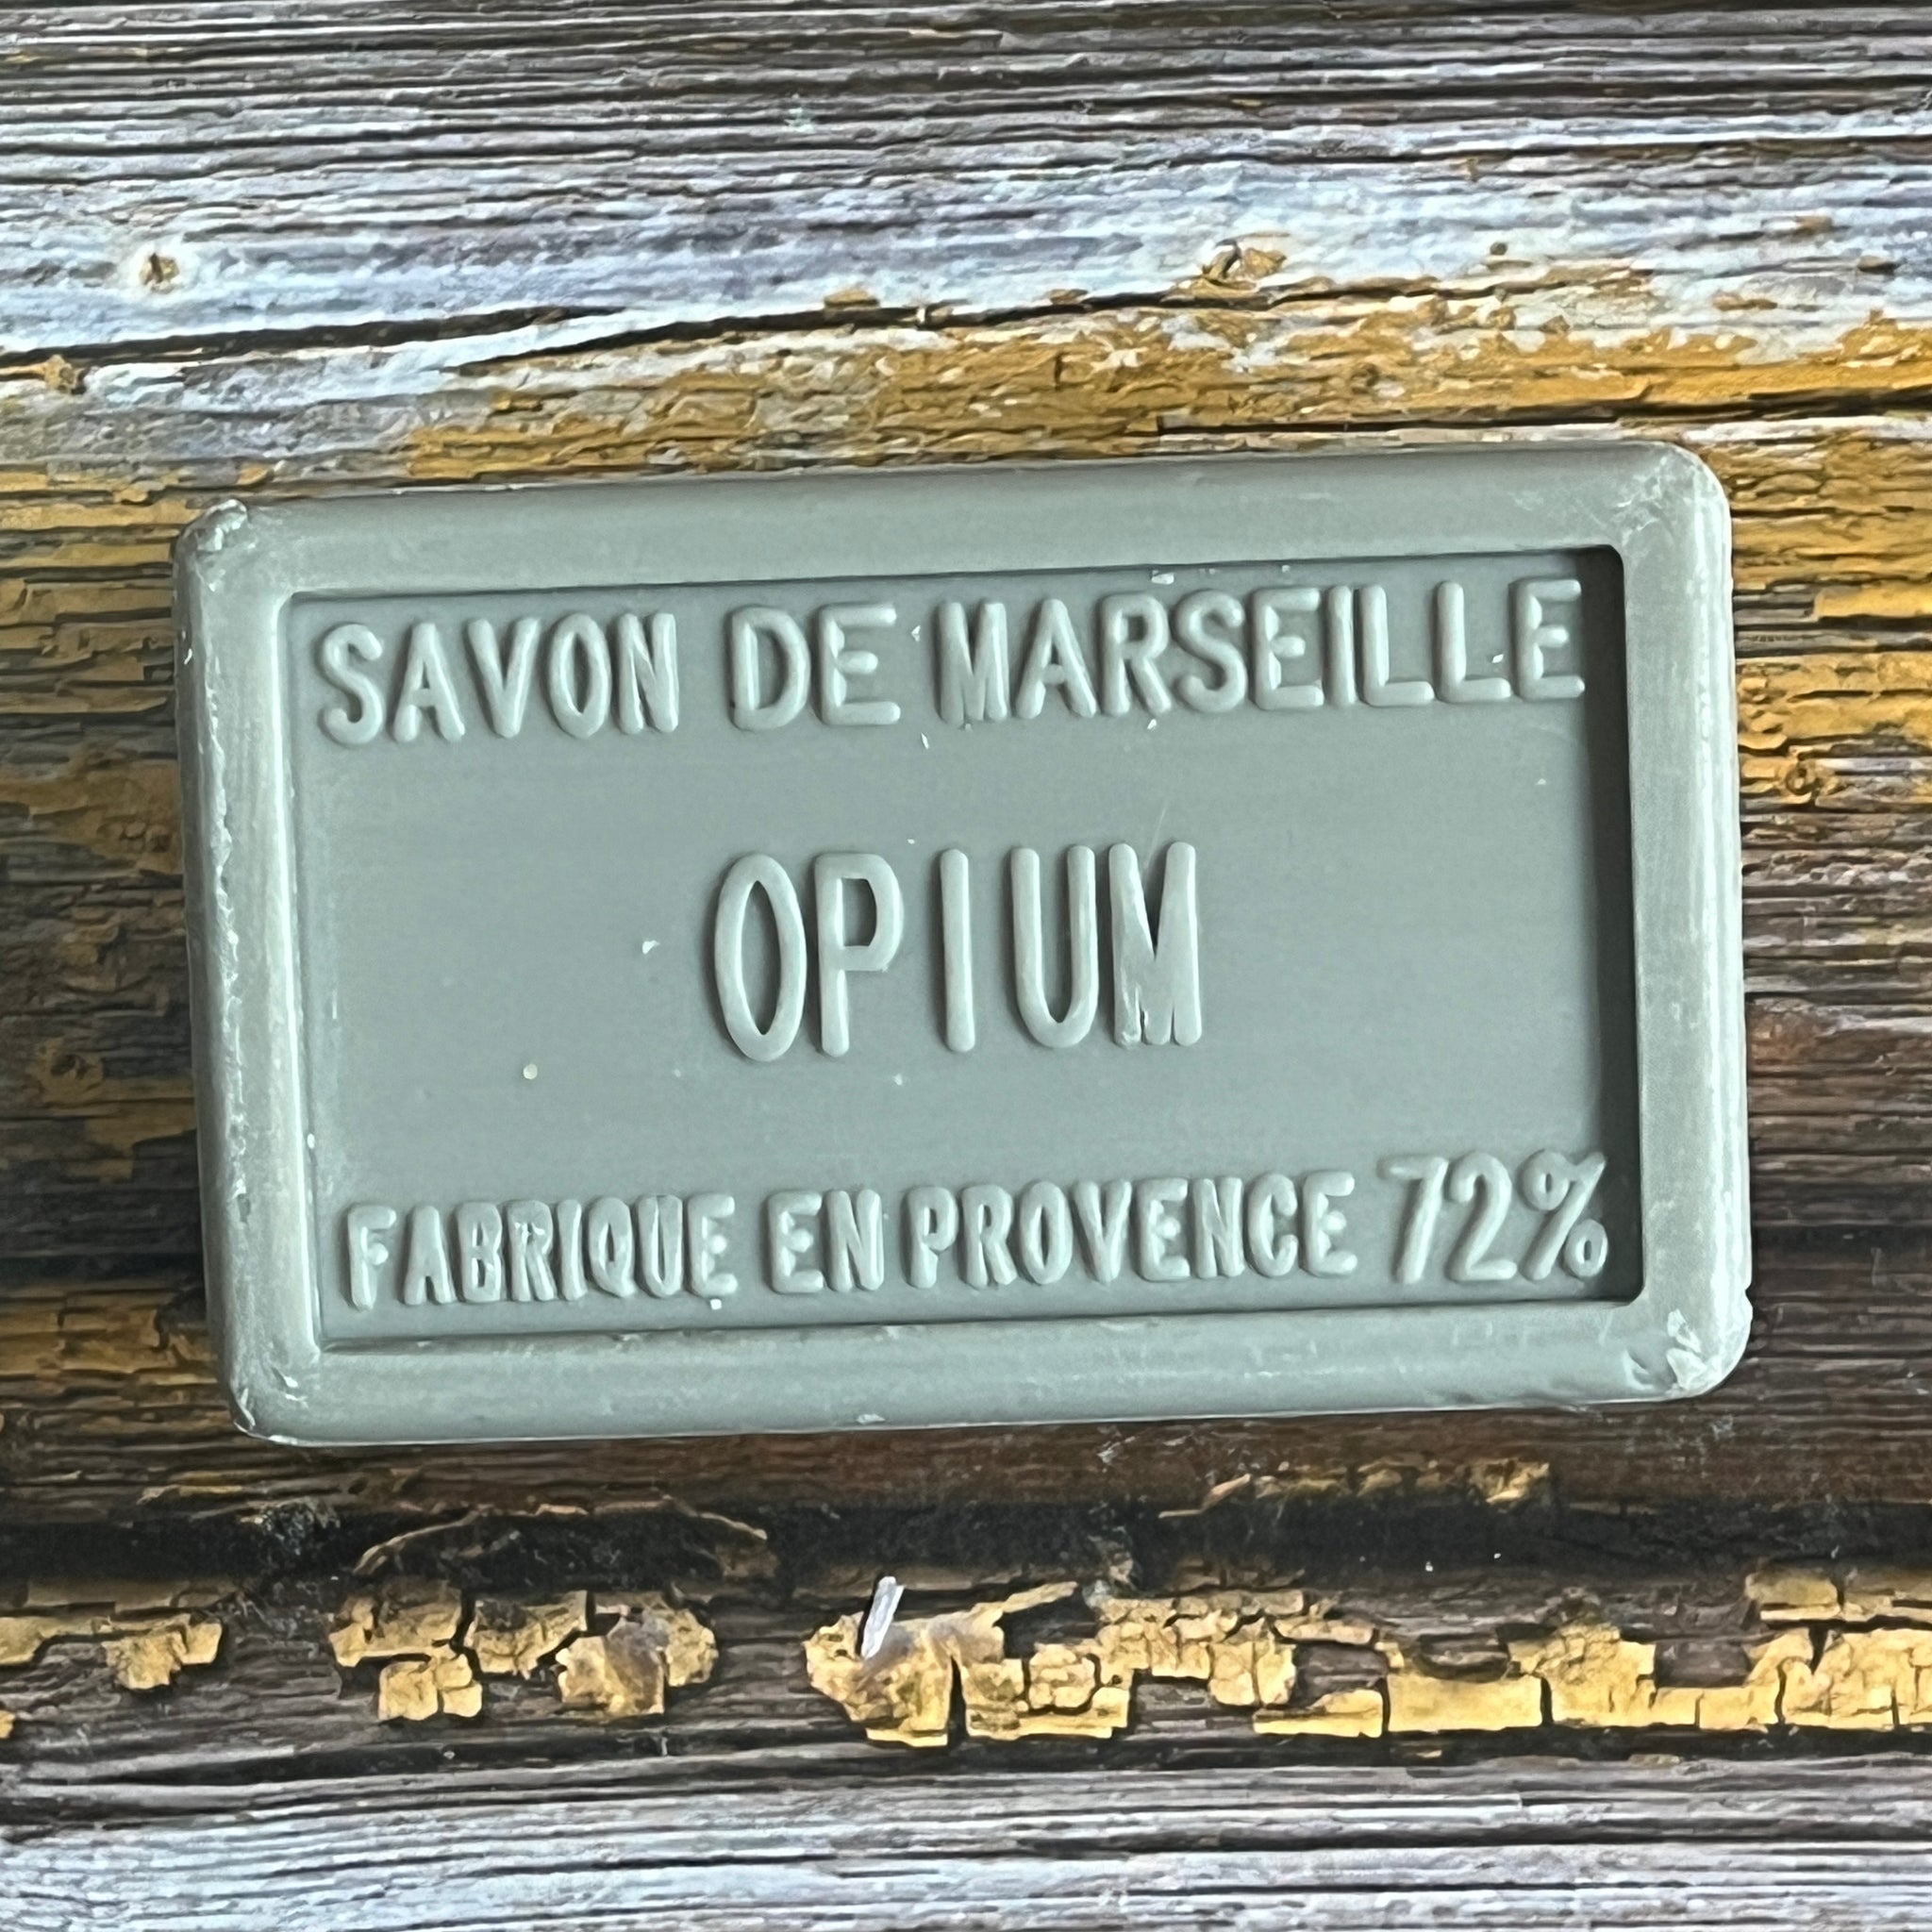 SAVON DE MARSEILLE
OPIUM
FABRIQUE EN PROVENCE 72%